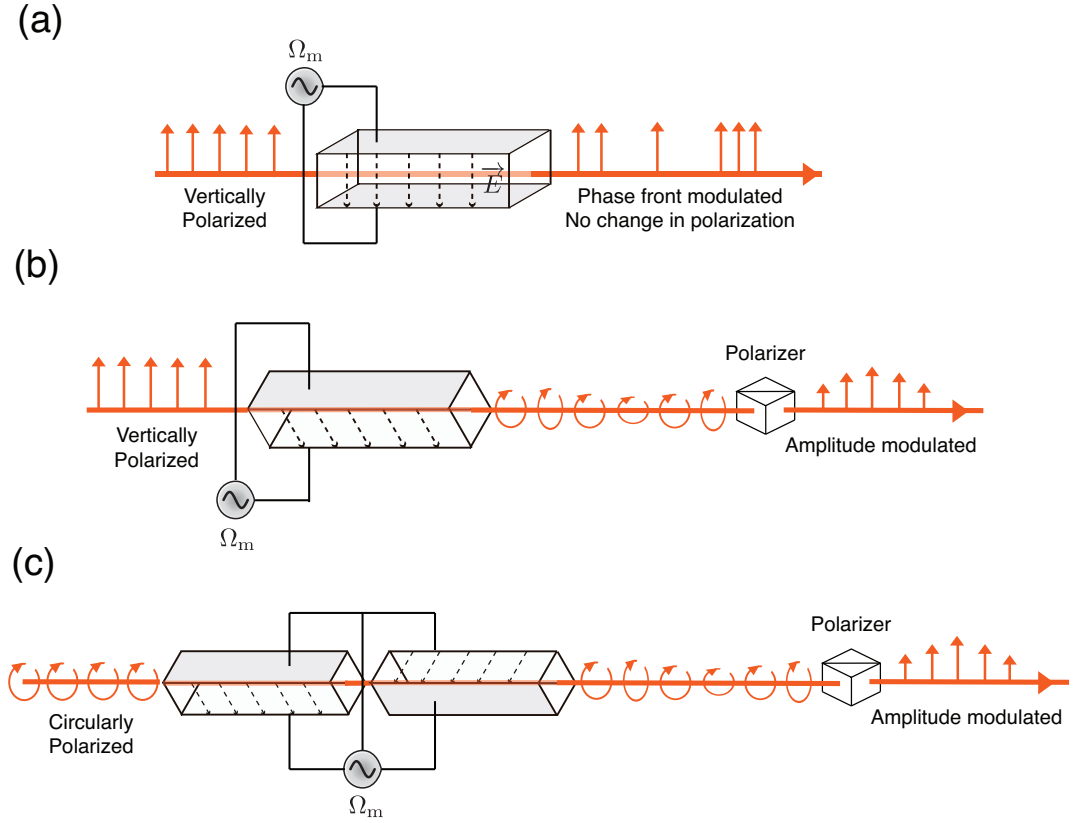 (a)
Ωm
Vertically
Polarized
E
Phase front modulated
No change in polarization
(b)
Polarizer
Vertically
Polarized
Amplitude modulated
Ωm
(c)
Polarizer
Circularly
Polarized
Amplitude modulated
Ωm